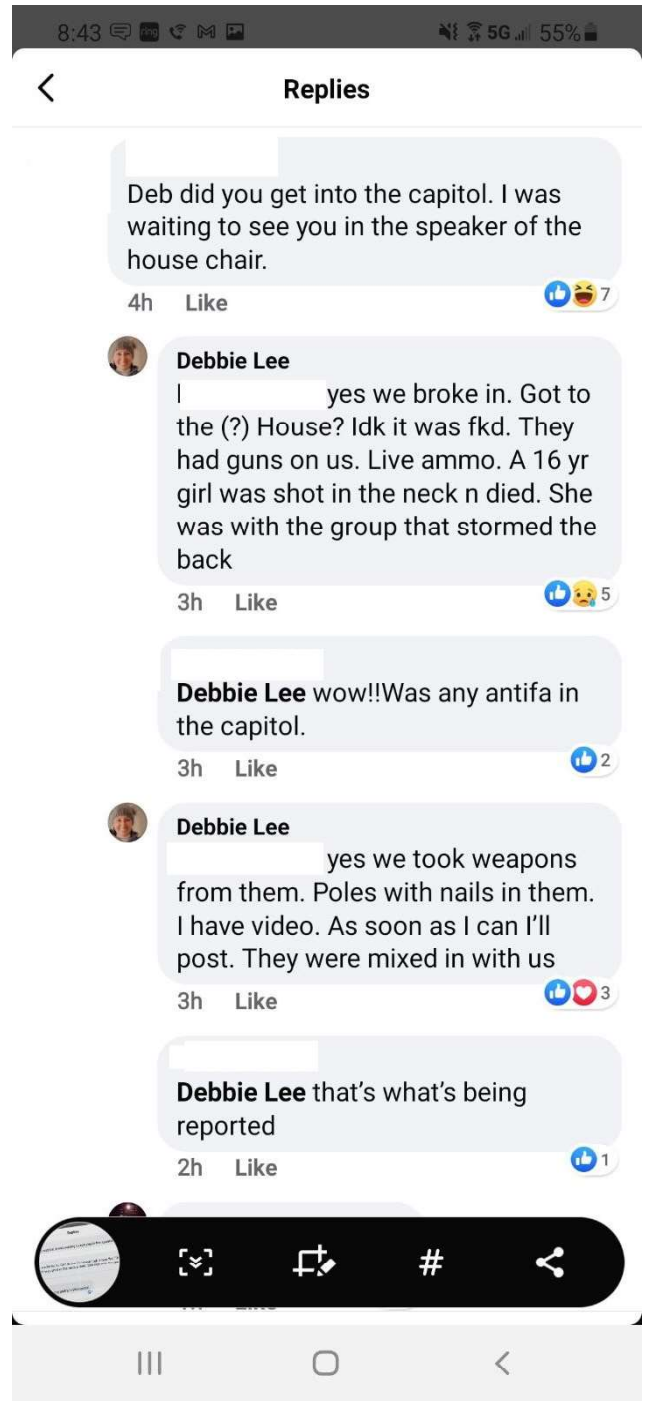 8:43 5G 55%
Replies
Deb did you get into the capitol. I was
waiting to see you in the speaker of the
house chair.
4h Like 7
Debbie Lee
yes we broke in. Got to
the (?) House? Idk it was fkd. They
had guns on us. Live ammo. A 16 yr
girl was shot in the neck n died. She
was with the group that stormed the
back
3h Like 5
Debbie Lee wow!!Was any antifa in
the capitol.
3h Like 2
Debbie Lee
yes we took weapons
from them. Poles with nails in them.
I have video. As soon as I can I’ll
post. They were mixed in with us
3h Like 3
Debbie Lee that’s what’s being
reported
2h Like 1
#